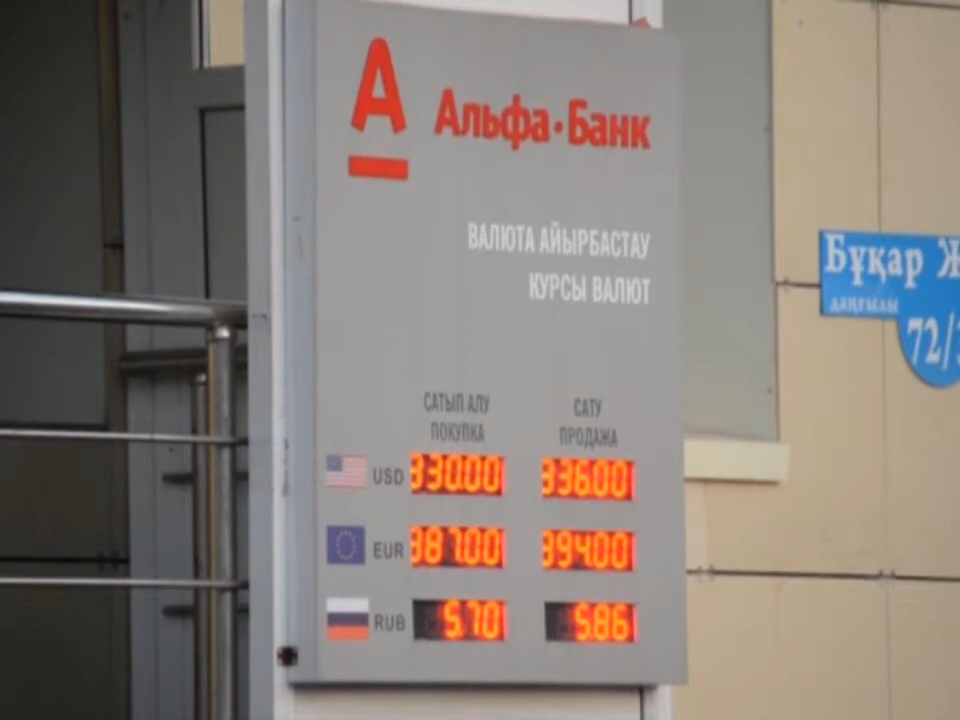 А
Альфа·Банк
ВАЛЮТА АЙЫРБАСТАУ
КУРСЫ ВАЛЮТ
САТЫП АЛУ САТУ
ПОКУПКА ПРОДАЖА
USD 330.00 336.00
EUR 387.00 394.00
RUB 5.70 5.86
Бұқар
даңғылы